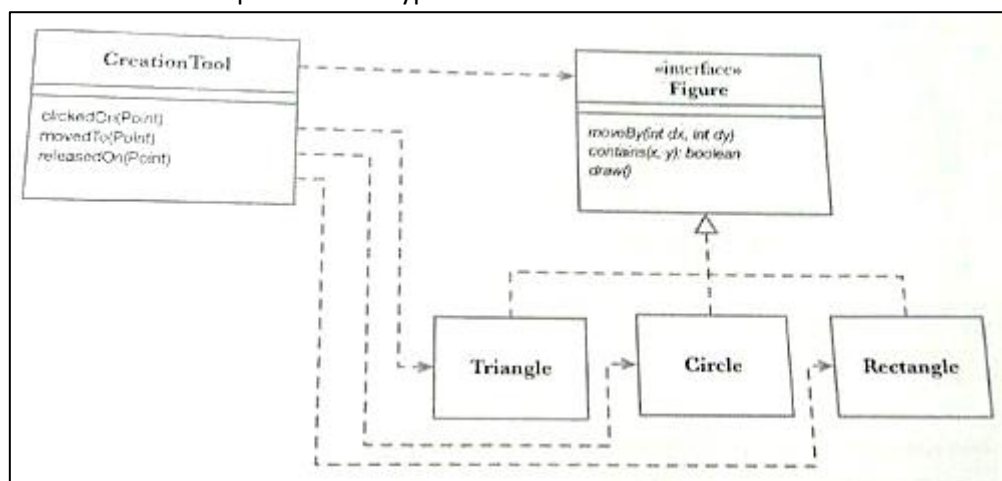 CreationTool
clickedOn(Point)
movedTo(Point)
releasedOn(Point)
«interface»
Figure
moveBy(int dx, int dy)
contains(x, y): boolean
draw()
Triangle
Circle
Rectangle